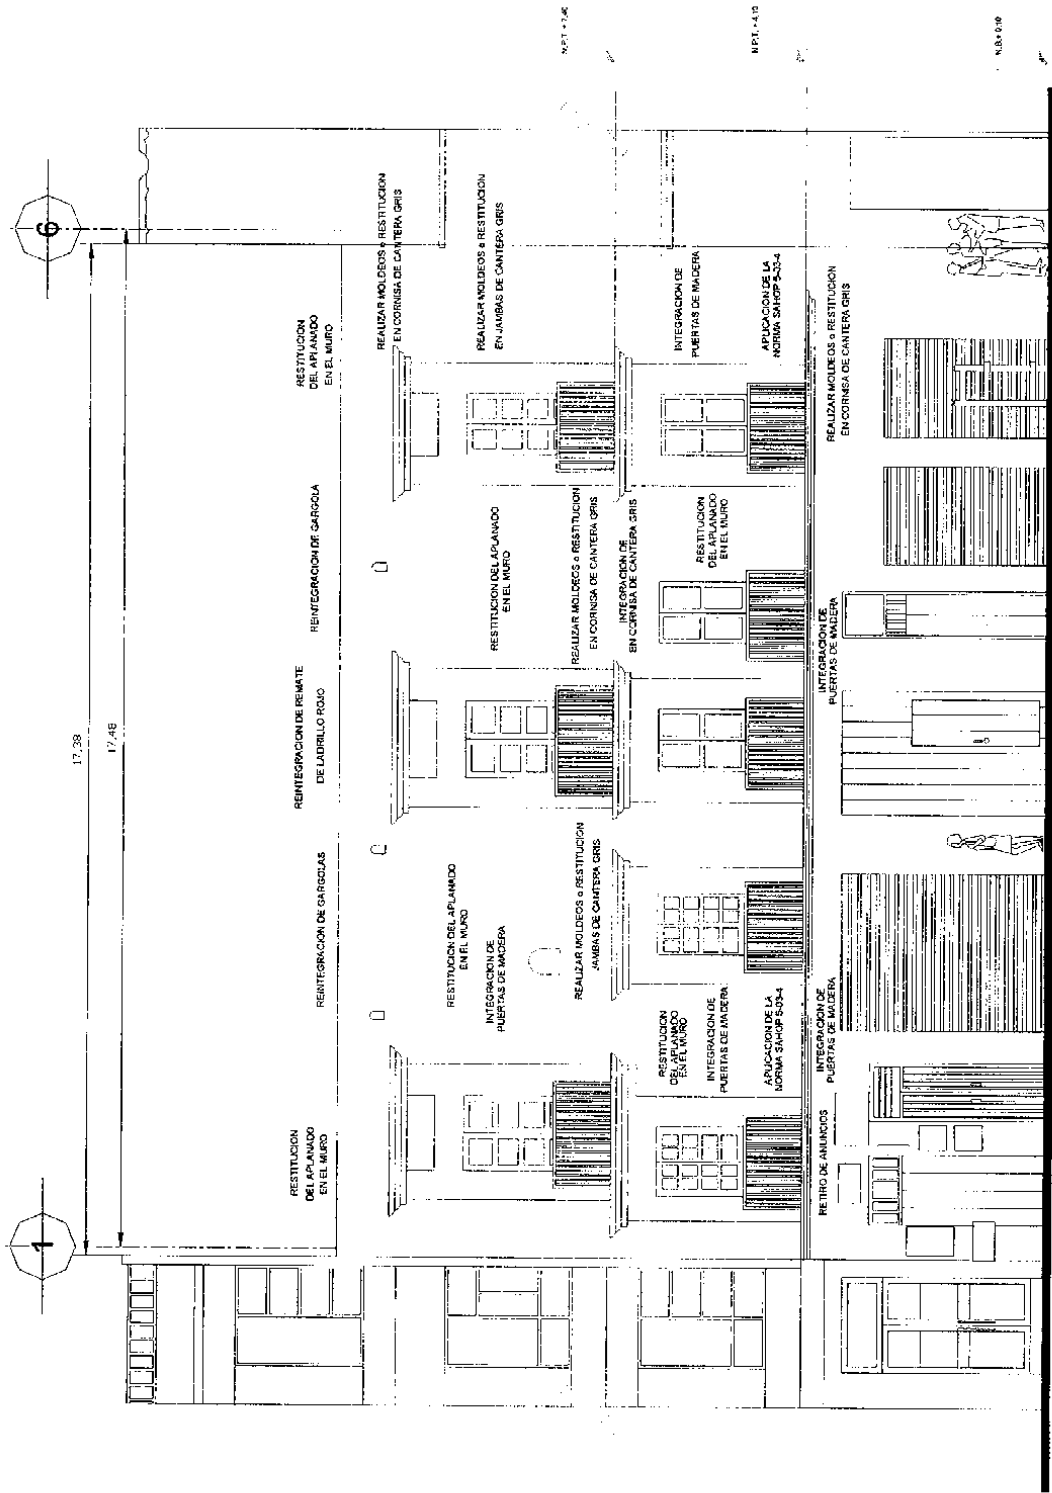 1
6
17.38
17.48
RESTITUCION
DEL APLANADO
EN EL MURO
REINTEGRACION DE GARGOLAS
REINTEGRACION DE REMATE
DE LADRILLO ROJO
REINTEGRACION DE GARGOLA
RESTITUCION
DEL APLANADO
EN EL MURO
REALIZAR MOLDEOS o RESTITUCION
EN CORNISA DE CANTERA GRIS
RESTITUCION DEL APLANADO
EN EL MURO
INTEGRACION DE
PUERTAS DE MADERA
RESTITUCION DEL APLANADO
EN EL MURO
REALIZAR MOLDEOS o RESTITUCION
EN JAMBAS DE CANTERA GRIS
N.P.T. + 7.40
REALIZAR MOLDEOS o RESTITUCION
JAMBAS DE CANTERA GRIS
REALIZAR MOLDEOS o RESTITUCION
EN CORNISA DE CANTERA GRIS
INTEGRACION DE
EN CORNISA DE CANTERA GRIS
RESTITUCION
DEL APLANADO
EN EL MURO
INTEGRACION DE
PUERTAS DE MADERA
APLICACION DE LA
NORMA SAHOP 5-03-4
RESTITUCION
DEL APLANADO
EN EL MURO
INTEGRACION DE
PUERTAS DE MADERA
APLICACION DE LA
NORMA SAHOP 5-03-4
N.P.T. + 4.10
RETIRO DE ANUNCIOS
INTEGRACION DE
PUERTAS DE MADERA
INTEGRACION DE
PUERTAS DE MADERA
REALIZAR MOLDEOS o RESTITUCION
EN CORNISA DE CANTERA GRIS
N.B.+ 0.10